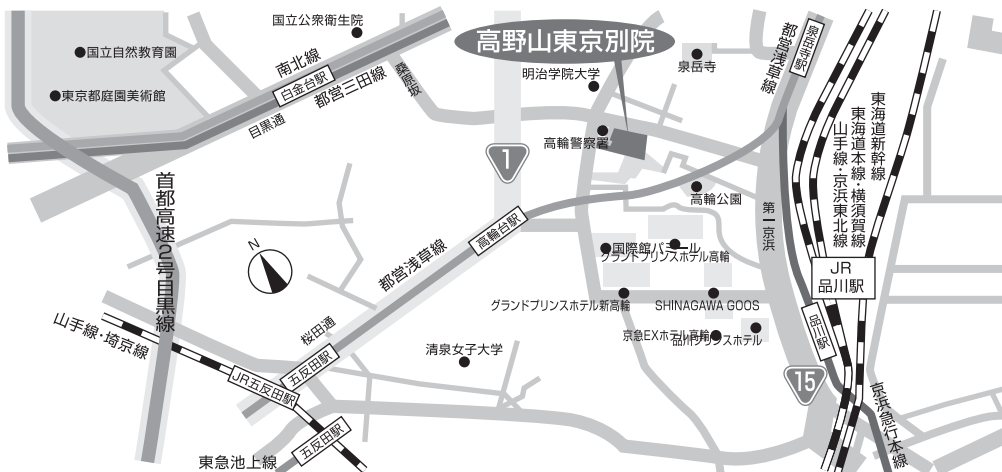 国立公衆衛生院
国立自然教育園
東京都庭園美術館
南北線
白金台駅
都営三田線
目黒通
桑原坂
高野山東京別院
明治学院大学
泉岳寺
都営浅草線
泉岳寺駅
高輪警察署
1
高輪公園
第一京浜
東海道新幹線
東海道本線・横須賀線
山手線・京浜東北線
首都高速2号目黒線
N
都営浅草線
高輪台駅
国際館パミール
グランドプリンスホテル高輪
JR
品川駅
グランドプリンスホテル新高輪
SHINAGAWA GOOS
京急EXホテル高輪
品川プリンスホテル
品川駅
山手線・埼京線
桜田通
清泉女子大学
五反田駅
JR五反田駅
15
京浜急行本線
五反田駅
東急池上線